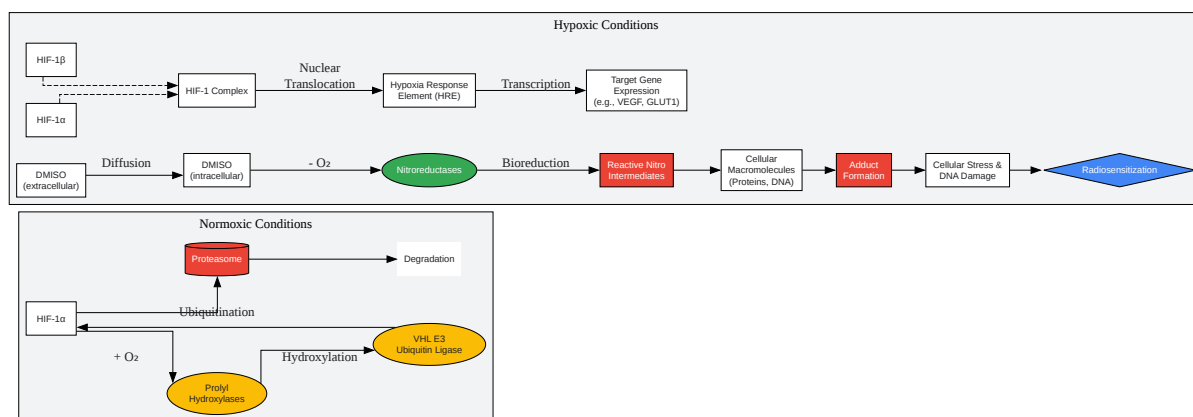 Hypoxic Conditions
HIF-1β
HIF-1α
HIF-1 Complex
Nuclear
Translocation
Hypoxia Response
Element (HRE)
Transcription
Target Gene
Expression
(e.g., VEGF, GLUT1)
DMISO
(extracellular)
Diffusion
DMISO
(intracellular)
- O₂
Nitroreductases
Bioreduction
Reactive Nitro
Intermediates
Cellular
Macromolecules
(Proteins, DNA)
Adduct
Formation
Cellular Stress &
DNA Damage
Radiosensitization
Normoxic Conditions
Proteasome
Degradation
HIF-1α
Ubiquitination
+ O₂
Prolyl
Hydroxylases
Hydroxylation
VHL E3
Ubiquitin Ligase